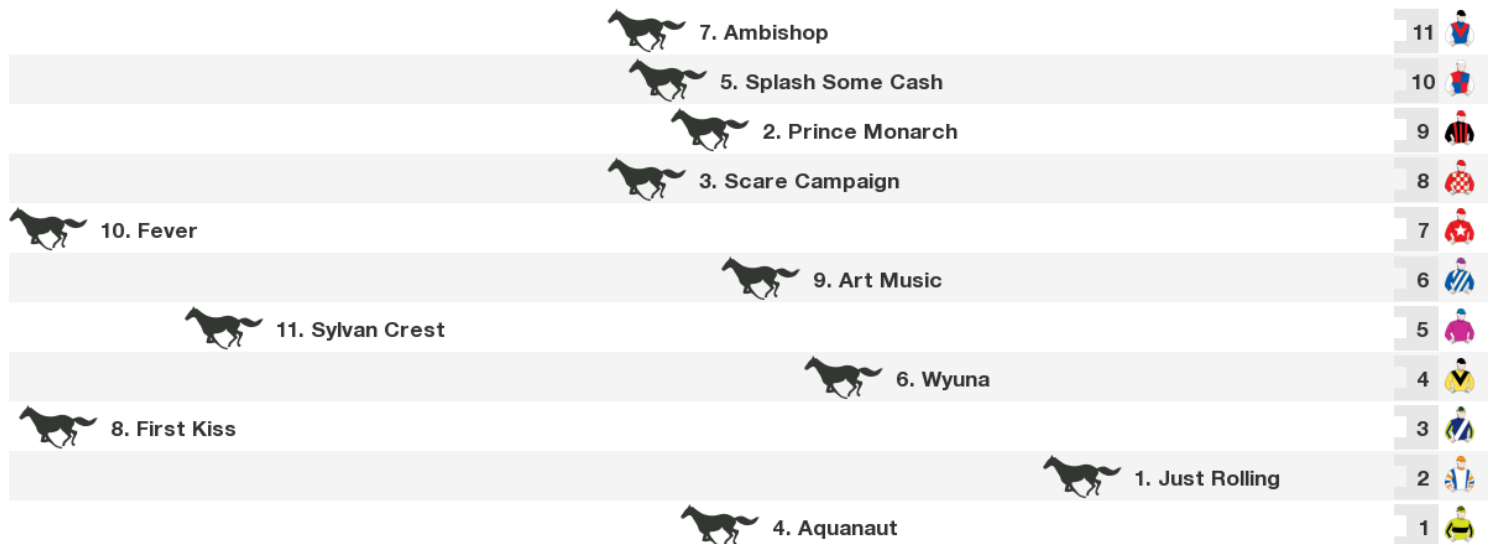 7. Ambishop 11
5. Splash Some Cash 10
2. Prince Monarch 9
3. Scare Campaign 8
10. Fever 7
9. Art Music 6
11. Sylvan Crest 5
6. Wyuna 4
8. First Kiss 3
1. Just Rolling 2
4. Aquanaut 1